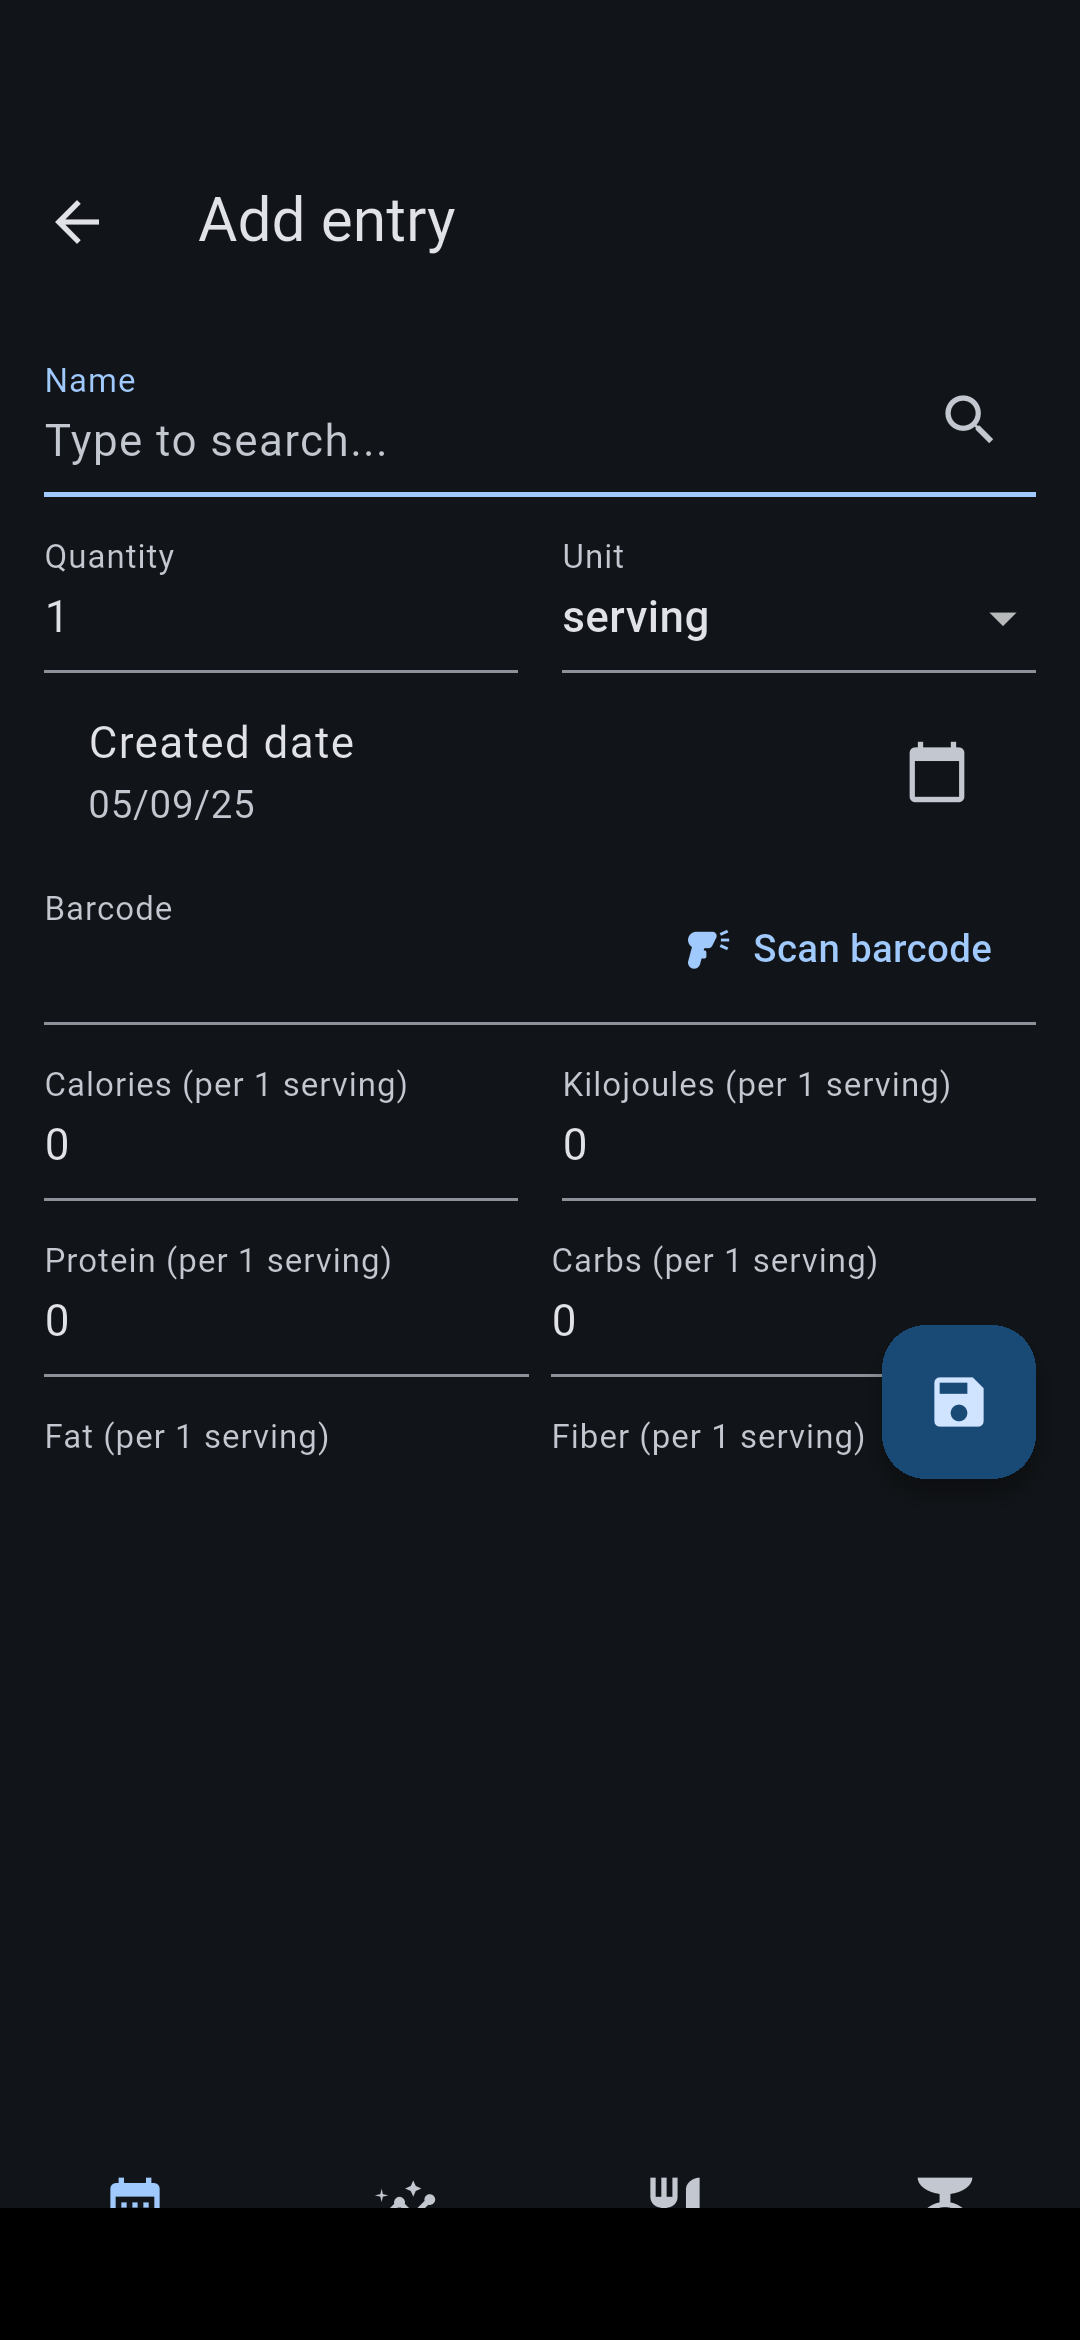 Add entry
Name
Type to search...
Quantity
Unit
1
serving
Created date
05/09/25
Barcode
Scan barcode
Calories (per 1 serving)
Kilojoules (per 1 serving)
0
0
Protein (per 1 serving)
Carbs (per 1 serving)
0
0
Fat (per 1 serving)
Fiber (per 1 serving)